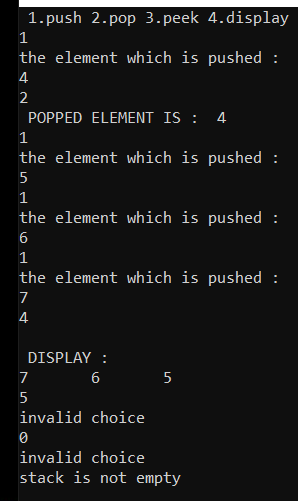 1.push 2.pop 3.peek 4.display
1
the element which is pushed :
4
2
POPPED ELEMENT IS :  4
1
the element which is pushed :
5
1
the element which is pushed :
6
1
the element which is pushed :
7
4
DISPLAY :
7       6       5
5
invalid choice
0
invalid choice
stack is not empty